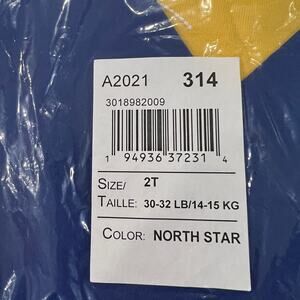 A2021 314
3018982009
1 94936 37231 4
SIZE/ 2T
TAILLE: 30-32 LB/14-15 KG
COLOR: NORTH STAR